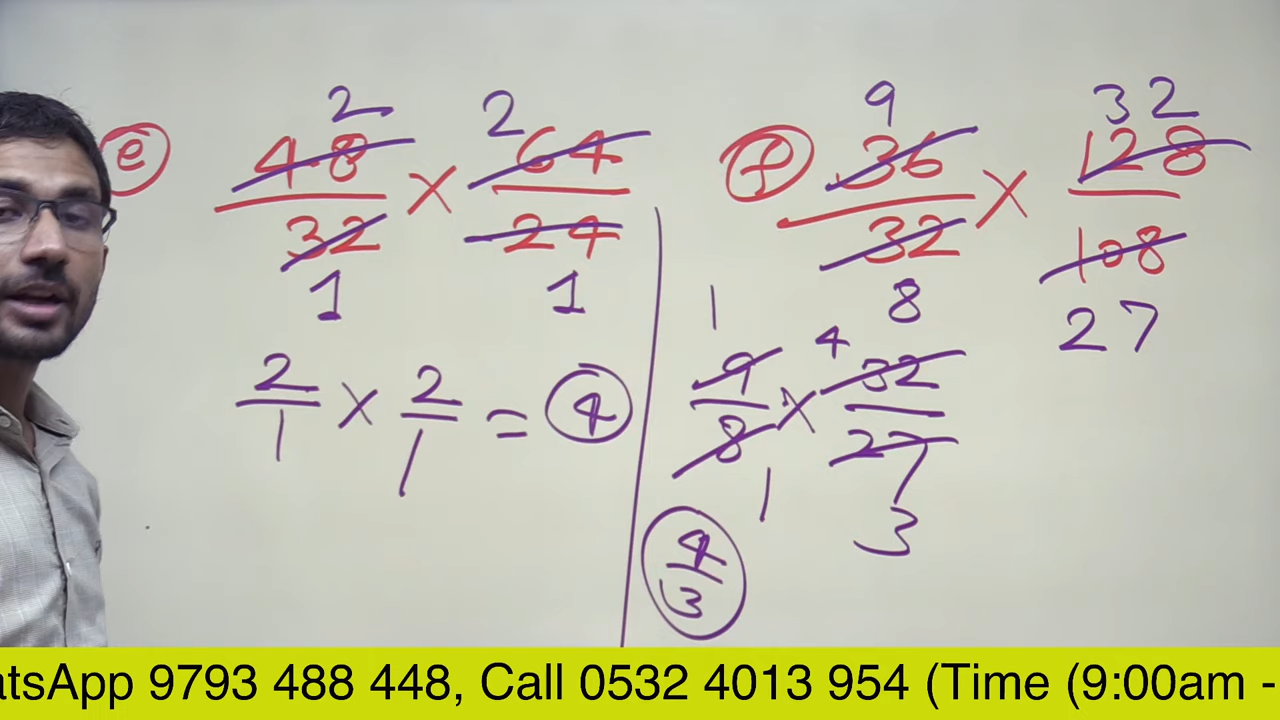 2 2
(e) 48/32 × 64/24
1 1
2/1 × 2/1 = 4
9 32
(f) 36/32 × 128/108
8 27
1 4
9/8 × 32/27
1 3
4/3
atsApp 9793 488 448, Call 0532 4013 954 (Time (9:00am -